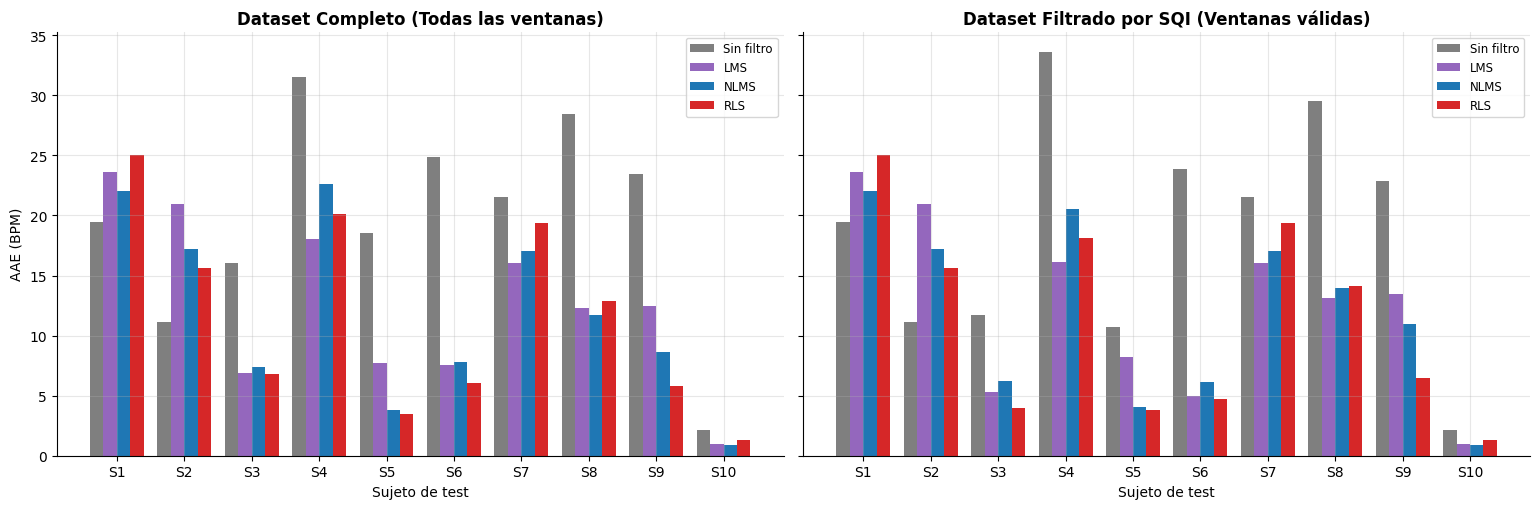 Dataset Completo (Todas las ventanas)
Sin filtro
LMS
NLMS
RLS
35
30
25
20
15
10
5
0
AAE (BPM)
S1 S2 S3 S4 S5 S6 S7 S8 S9 S10
Sujeto de test
Dataset Filtrado por SQI (Ventanas válidas)
Sin filtro
LMS
NLMS
RLS
S1 S2 S3 S4 S5 S6 S7 S8 S9 S10
Sujeto de test